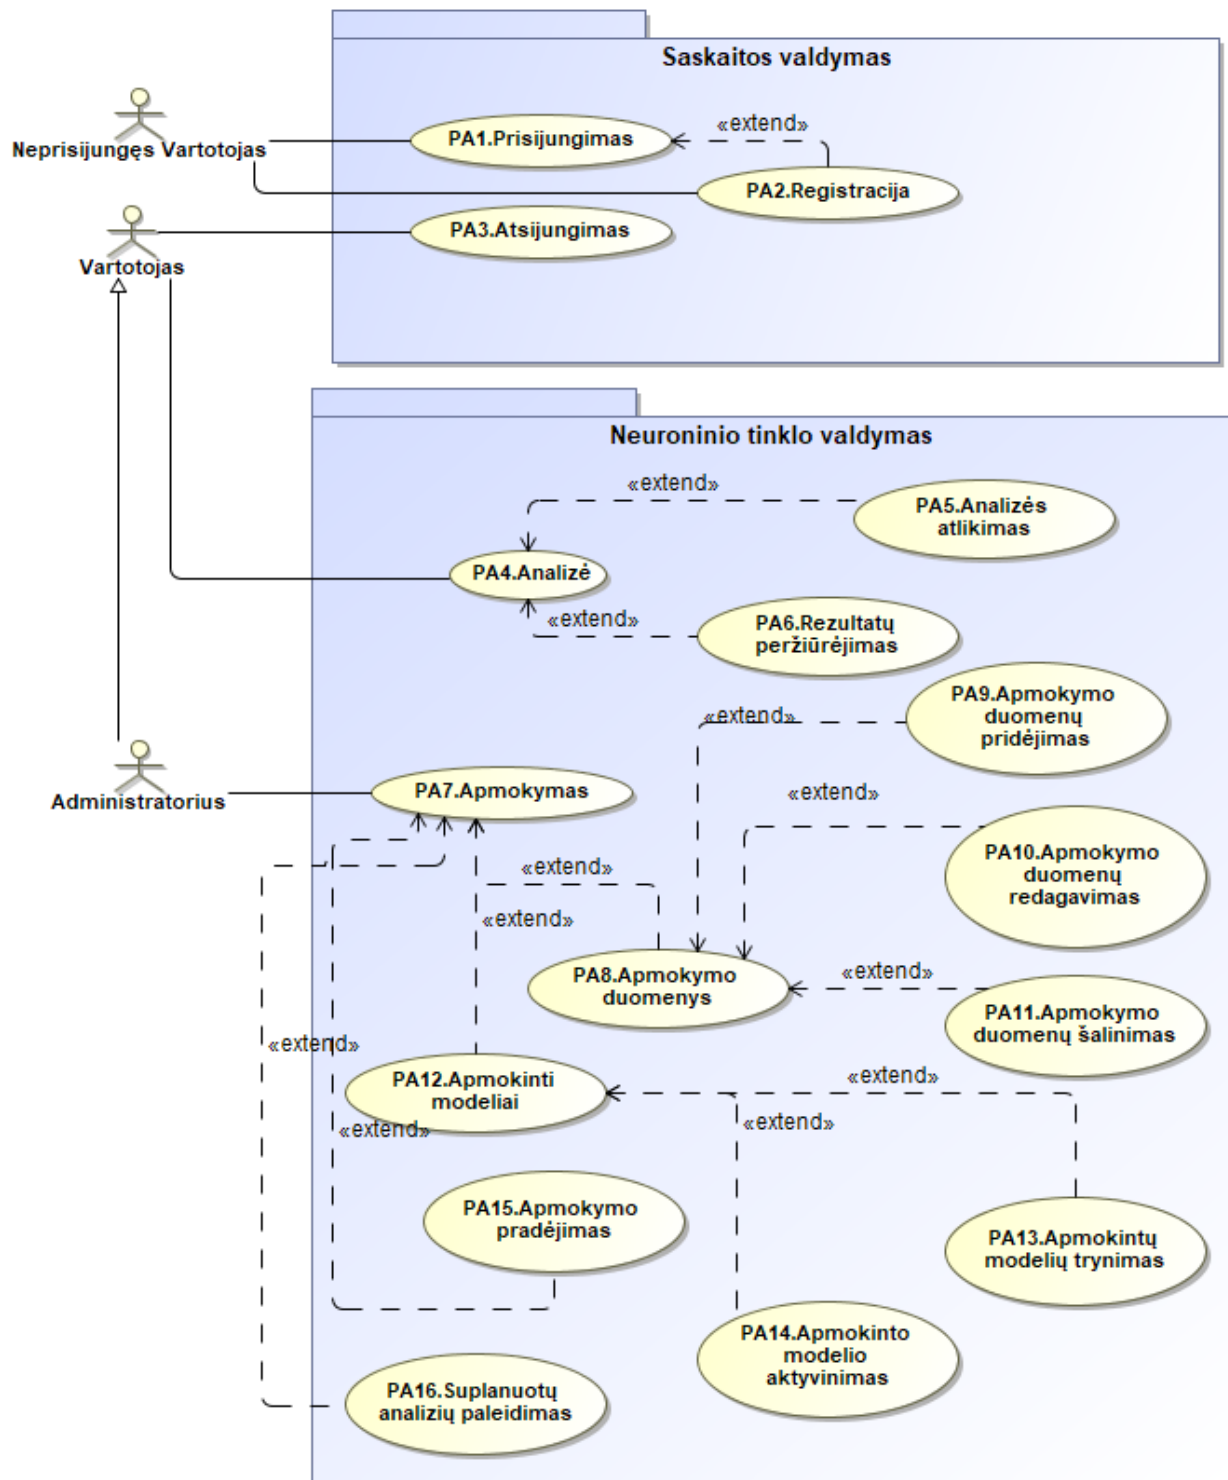 Saskaitos valdymas
Neprisijungęs Vartotojas
PA1.Prisijungimas
«extend»
PA2.Registracija
Vartotojas
PA3.Atsijungimas
Neuroninio tinklo valdymas
«extend»
PA5.Analizės
atlikimas
PA4.Analizė
«extend»
PA6.Rezultatų
peržiūrėjimas
«extend»
PA9.Apmokymo
duomenų
pridėjimas
Administratorius
PA7.Apmokymas
«extend»
PA10.Apmokymo
duomenų
redagavimas
«extend»
«extend»
PA8.Apmokymo
duomenys
«extend»
PA11.Apmokymo
duomenų šalinimas
«extend»
PA12.Apmokinti
modeliai
«extend»
«extend»
«extend»
PA15.Apmokymo
pradėjimas
PA13.Apmokintų
modelių trynimas
PA14.Apmokinto
modelio
aktyvinimas
PA16.Suplanuotų
analizių paleidimas